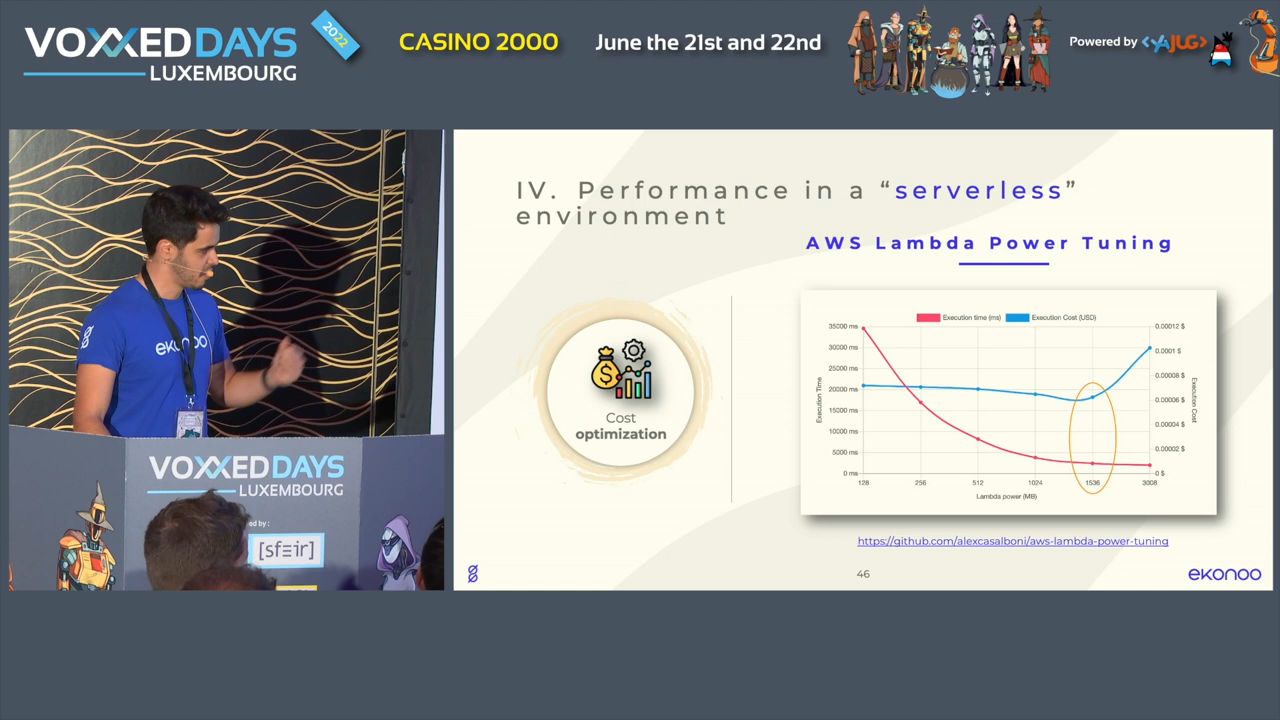 VOXXED DAYS
LUXEMBOURG
2022
CASINO 2000
June the 21st and 22nd
Powered by <YAJUG>
ekonoo
VOXXED DAYS
LUXEMBOURG
ed by :
[sfeir]
IV. Performance in a “serverless”
environment
AWS Lambda Power Tuning
Cost
optimization
Execution time (ms)
Execution Cost (USD)
35000 ms
30000 ms
25000 ms
20000 ms
15000 ms
10000 ms
5000 ms
0 ms
Execution Time
0.00012 $
0.0001 $
0.00008 $
0.00006 $
0.00004 $
0.00002 $
0 $
Execution Cost
128 256 512 1024 1536 3008
Lambda power (MB)
https://github.com/alexcasalboni/aws-lambda-power-tuning
46
ekonoo